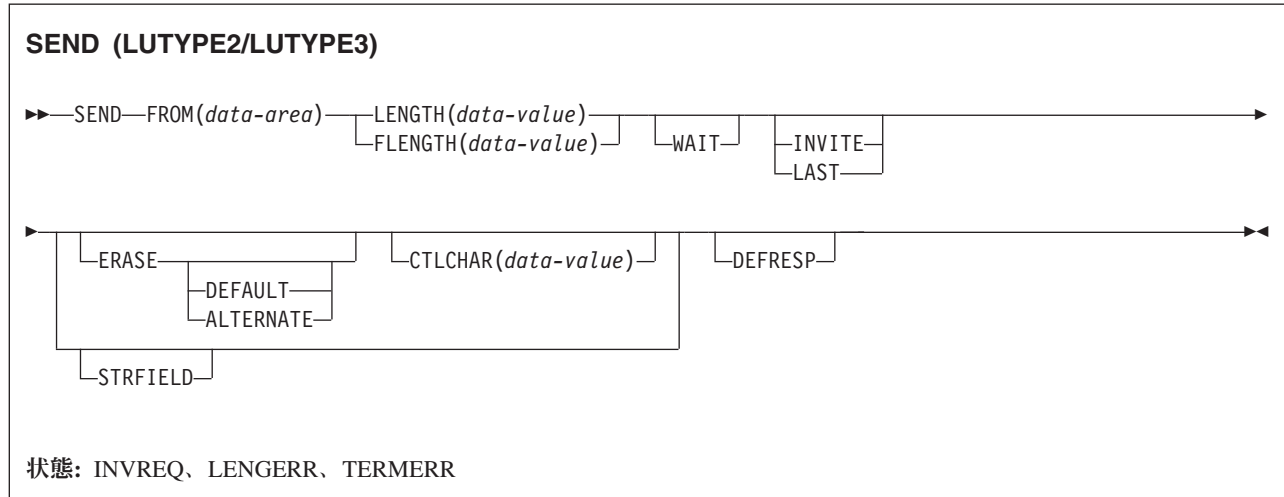 SEND (LUTYPE2/LUTYPE3)
SEND FROM(data-area) LENGTH(data-value)
FLENGTH(data-value) WAIT INVITE
LAST
ERASE CTLCHAR(data-value) DEFRESP
DEFAULT
ALTERNATE
STRFIELD
状態: INVREQ、LENGERR、TERMERR